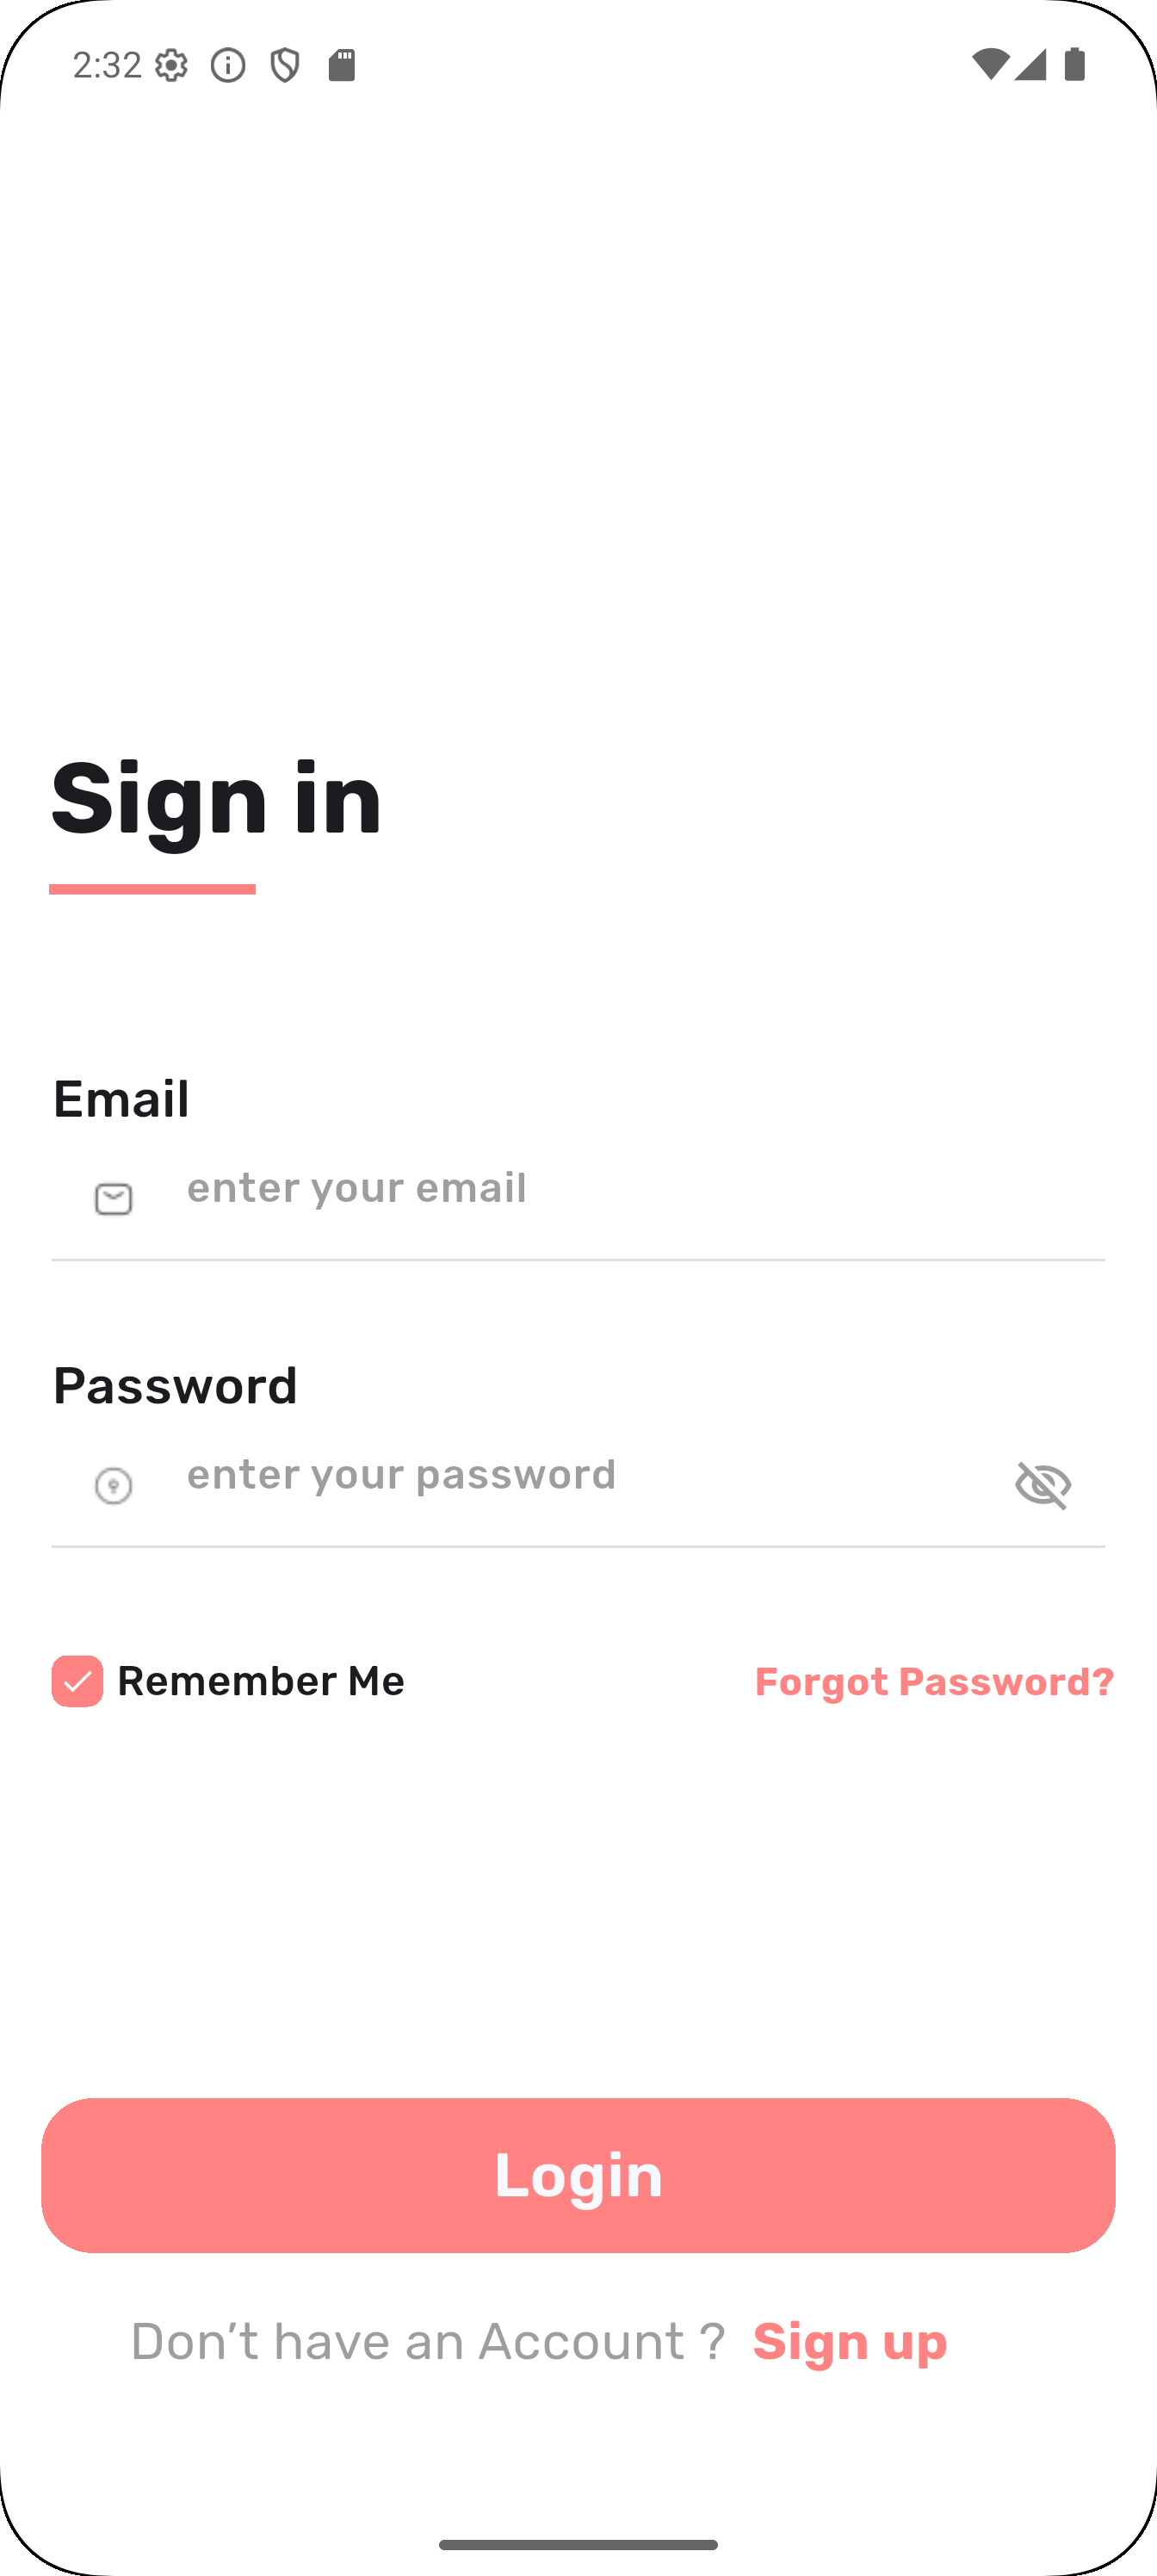 2:32
Sign in
Email
enter your email
Password
enter your password
Remember Me
Forgot Password?
Login
Don’t have an Account ? Sign up